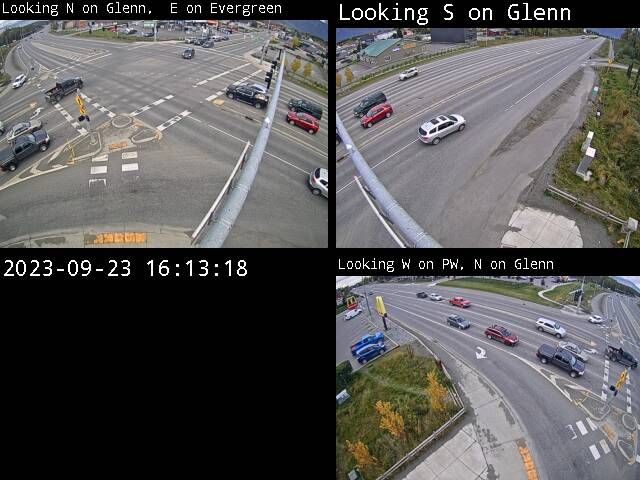 Looking N on Glenn,  E on Evergreen
Looking S on Glenn
2023-09-23 16:13:18
Looking W on PW, N on Glenn